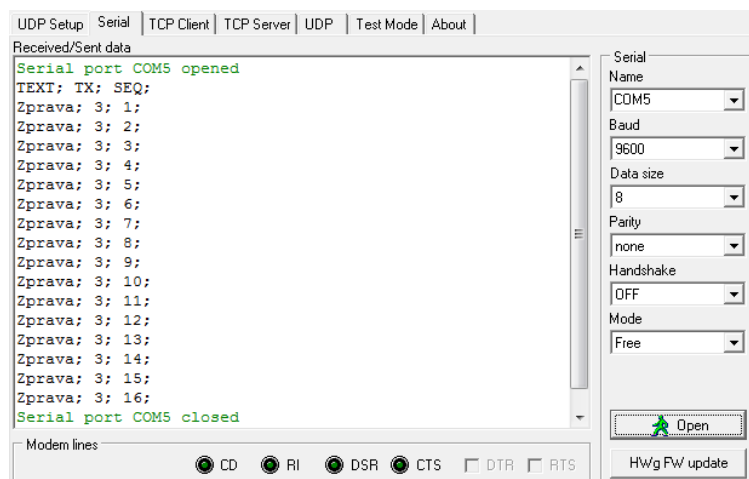 UDP Setup Serial TCP Client TCP Server UDP Test Mode About
Received/Sent data
Serial port COM5 opened
TEXT; TX; SEQ;
Zprava; 3; 1;
Zprava; 3; 2;
Zprava; 3; 3;
Zprava; 3; 4;
Zprava; 3; 5;
Zprava; 3; 6;
Zprava; 3; 7;
Zprava; 3; 8;
Zprava; 3; 9;
Zprava; 3; 10;
Zprava; 3; 11;
Zprava; 3; 12;
Zprava; 3; 13;
Zprava; 3; 14;
Zprava; 3; 15;
Zprava; 3; 16;
Serial port COM5 closed
Modem lines
CD RI DSR CTS DTR RTS
Serial
Name
COM5
Baud
9600
Data size
8
Parity
none
Handshake
OFF
Mode
Free
Open
HWg FW update